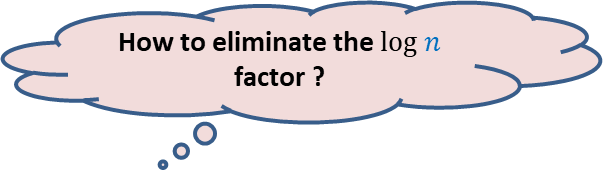 How to eliminate the log n
factor ?